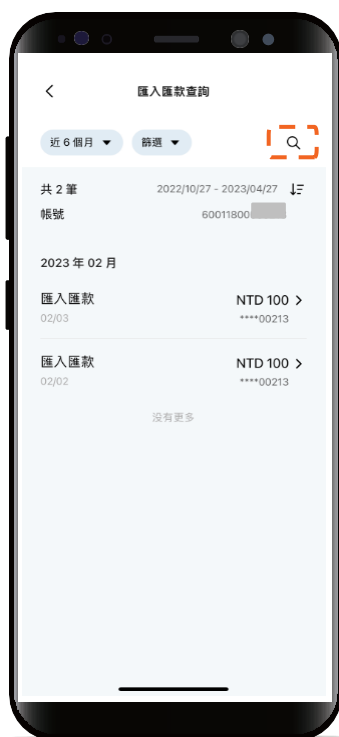 匯入匯款查詢
近 6 個月 篩選
共 2 筆 2022/10/27 - 2023/04/27
帳號 60011800
2023 年 02 月
匯入匯款 NTD 100
02/03 ****00213
匯入匯款 NTD 100
02/02 ****00213
沒有更多